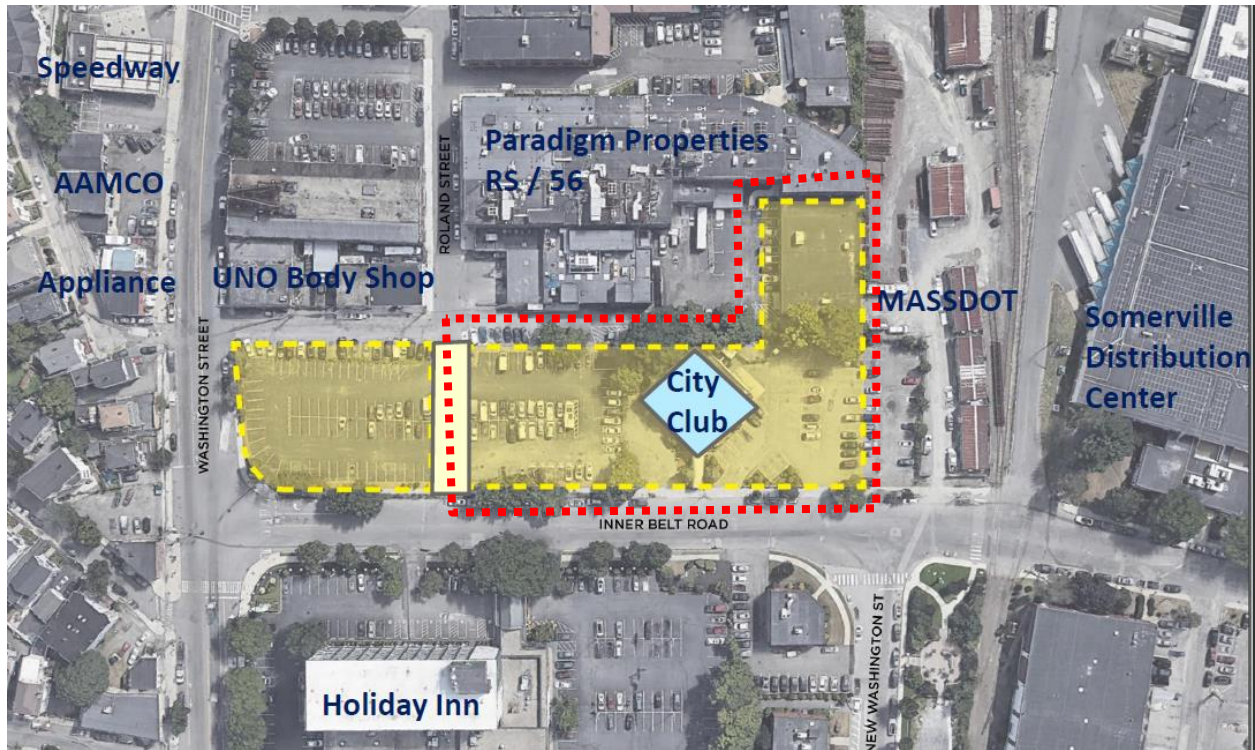 Speedway
AAMCO
Appliance
WASHINGTON STREET
UNO Body Shop
ROLAND STREET
Paradigm Properties
RS / 56
City
Club
MASSDOT
Somerville
Distribution
Center
INNER BELT ROAD
Holiday Inn
NEW WASHINGTON ST